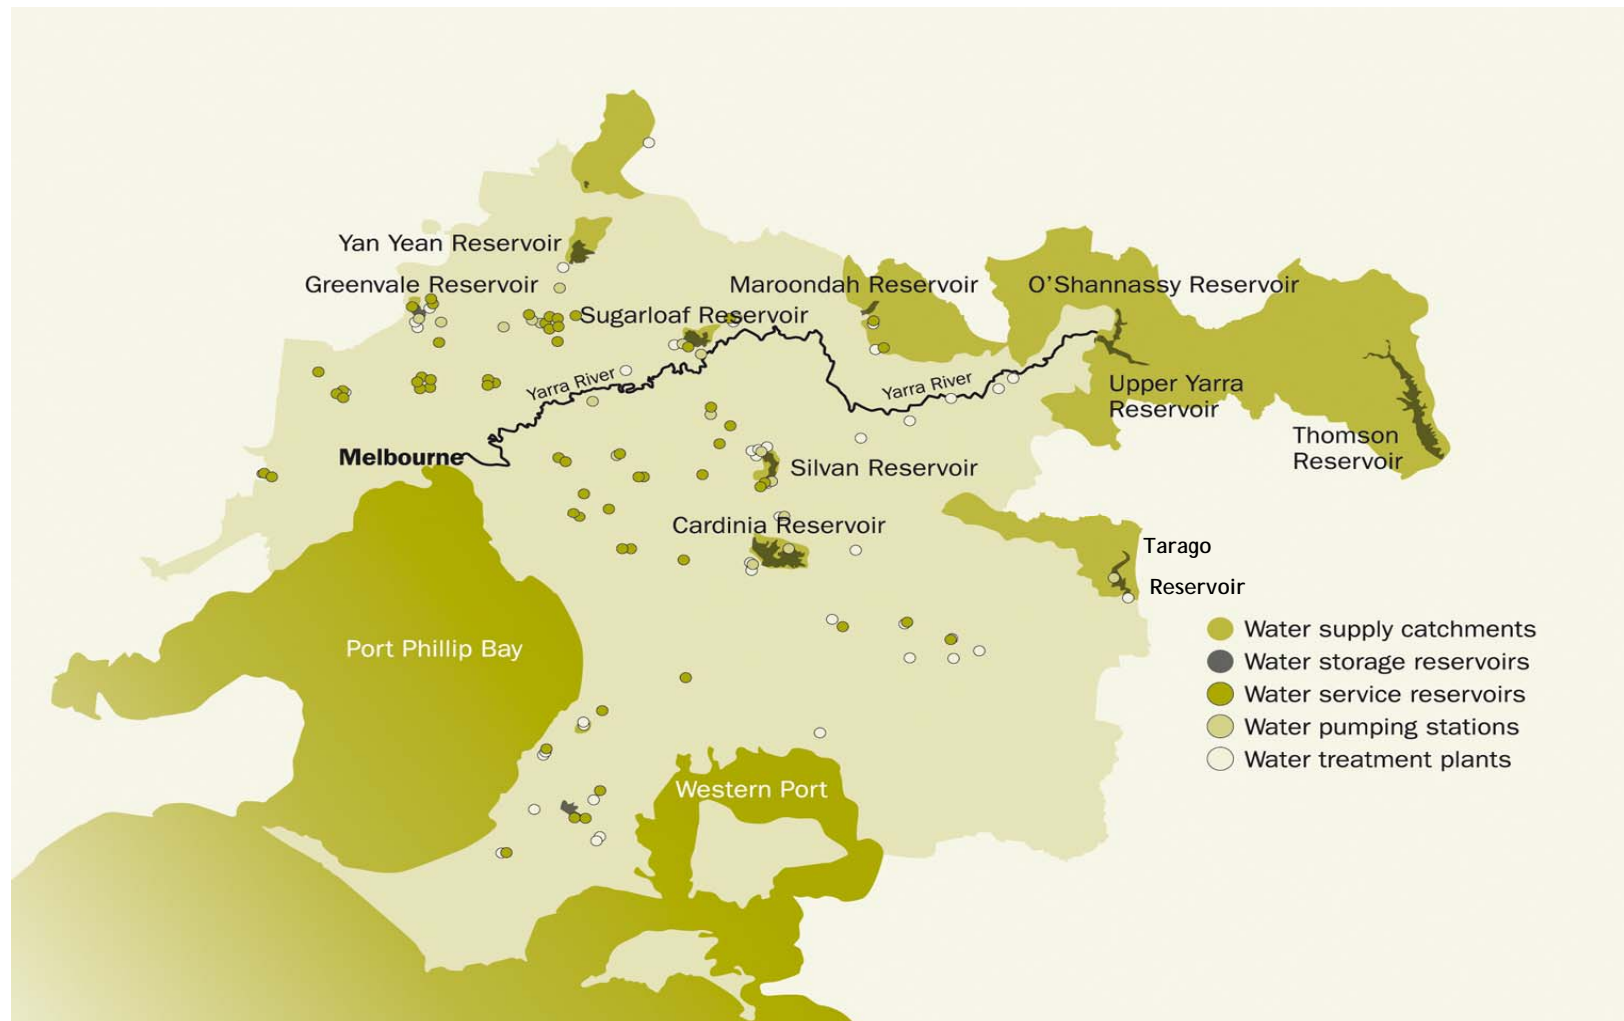 Yan Yean Reservoir
Greenvale Reservoir
Maroondah Reservoir
O'Shannassy Reservoir
Sugarloaf Reservoir
Yarra River
Yarra River
Upper Yarra
Reservoir
Thomson
Reservoir
Melbourne
Silvan Reservoir
Cardinia Reservoir
Tarago
Reservoir
Port Phillip Bay
Western Port
Water supply catchments
Water storage reservoirs
Water service reservoirs
Water pumping stations
Water treatment plants